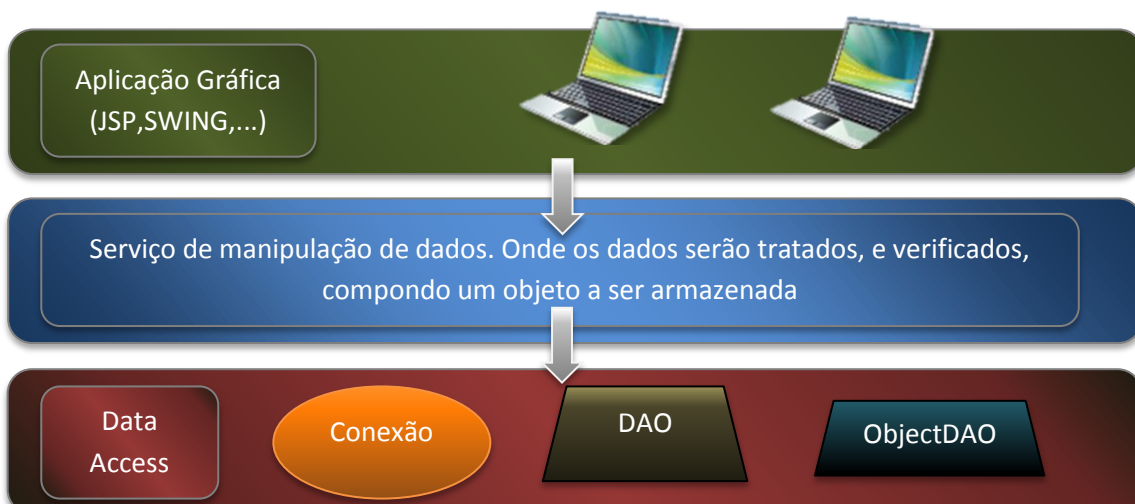 Aplicação Gráfica
(JSP,SWING,...)
Serviço de manipulação de dados. Onde os dados serão tratados, e verificados,
compondo um objeto a ser armazenada
Data
Access
Conexão
DAO
ObjectDAO